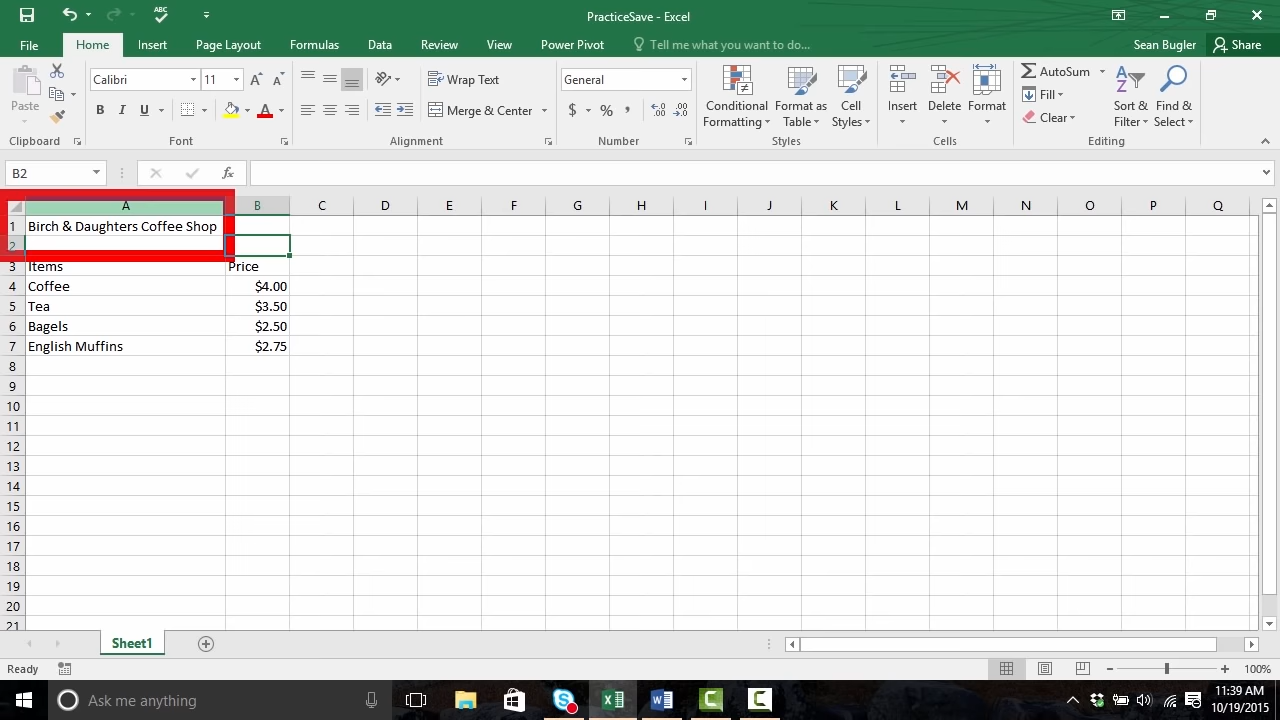 ABC
PracticeSave - Excel
File Home Insert Page Layout Formulas Data Review View Power Pivot Tell me what you want to do... Sean Bugler Share
Paste
Clipboard
Calibri 11 A A
B I U A
Font
Wrap Text
Merge & Center
Alignment
General
$ % , .0 .00 .00 .0
Number
Conditional Formatting
Format as Table
Cell Styles
Styles
Insert Delete Format
Cells
AutoSum
Fill
Clear
A Z
Sort & Filter
Find & Select
Editing
B2 fx
A B C D E F G H I J K L M N O P Q
1 Birch & Daughters Coffee Shop
2
3 Items Price
4 Coffee $4.00
5 Tea $3.50
6 Bagels $2.50
7 English Muffins $2.75
8
9
10
11
12
13
14
15
16
17
18
19
20
21
Sheet1
Ready 100%
Ask me anything
11:39 AM
10/19/2015